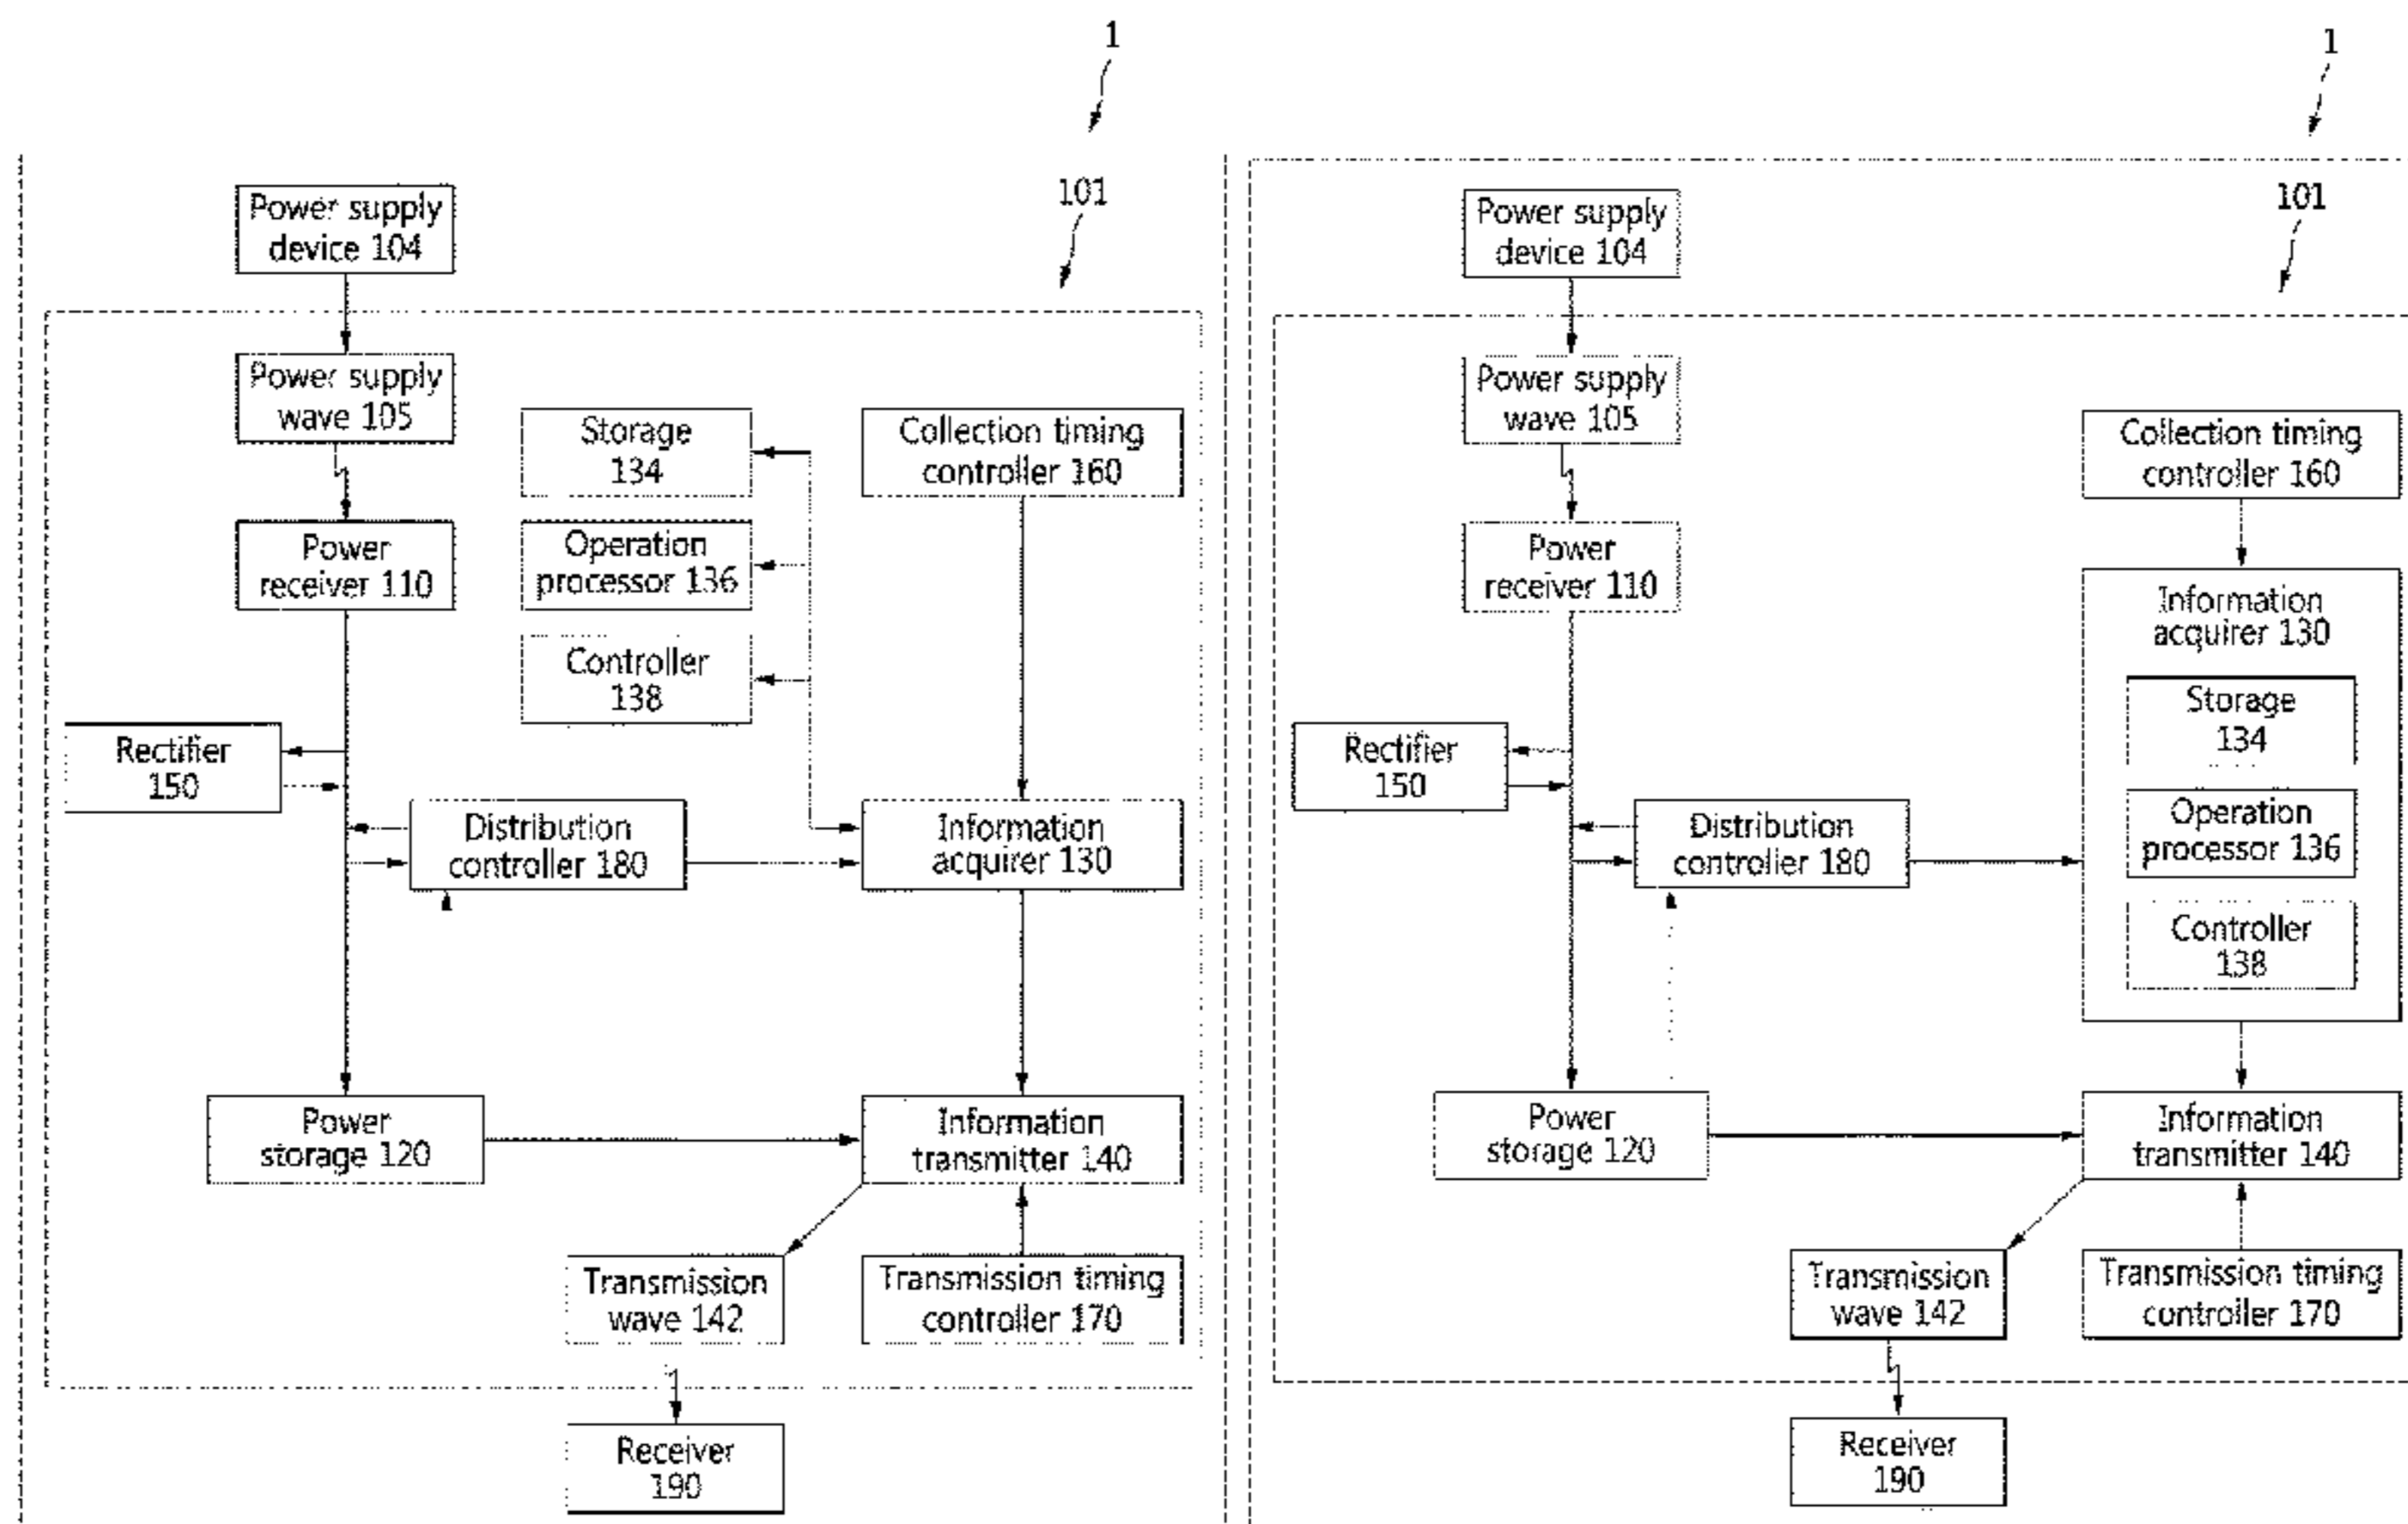 1
101
Power supply
device 104
Power supply
wave 105
Storage
134
Collection timing
controller 160
Power
receiver 110
Operation
processor 136
Controller
138
Rectifier
150
Distribution
controller 180
Information
acquirer 130
Power
storage 120
Information
transmitter 140
Transmission
wave 142
Transmission timing
controller 170
Receiver
190
1
101
Power supply
device 104
Power supply
wave 105
Collection timing
controller 160
Power
receiver 110
Information
acquirer 130
Storage
134
Rectifier
150
Operation
processor 136
Distribution
controller 180
Controller
138
Power
storage 120
Information
transmitter 140
Transmission
wave 142
Transmission timing
controller 170
Receiver
190